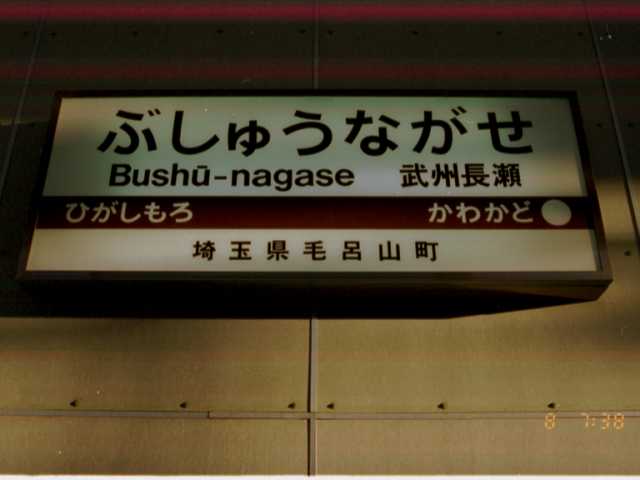 ぶしゅうながせ
Bushū-nagase 武州長瀬
ひがしもろ かわかど
埼玉県毛呂山町
8 7:38